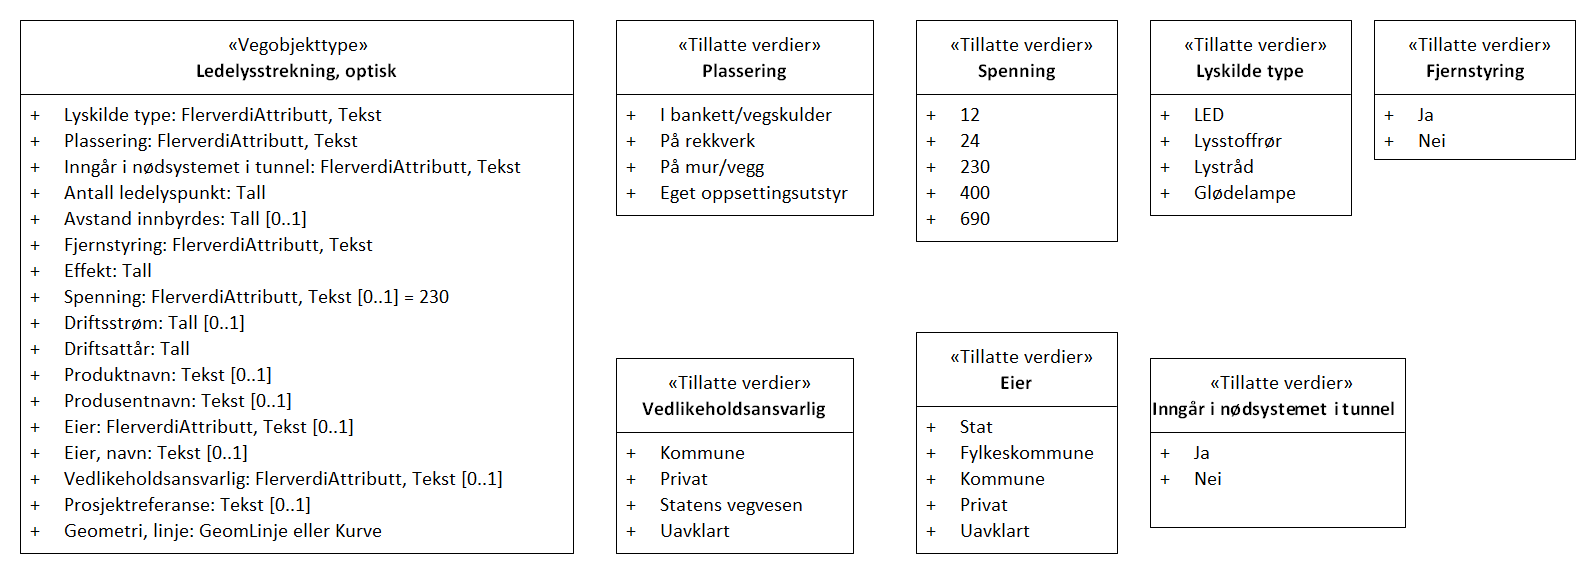 «Vegobjekttype»
Ledelysstrekning, optisk
+ Lyskilde type: FlerverdiAttributt, Tekst
+ Plassering: FlerverdiAttributt, Tekst
+ Inngår i nødsystemet i tunnel: FlerverdiAttributt, Tekst
+ Antall ledelyspunkt: Tall
+ Avstand innbyrdes: Tall [0..1]
+ Fjernstyring: FlerverdiAttributt, Tekst
+ Effekt: Tall
+ Spenning: FlerverdiAttributt, Tekst [0..1] = 230
+ Driftsstrøm: Tall [0..1]
+ Driftsattår: Tall
+ Produktnavn: Tekst [0..1]
+ Produsentnavn: Tekst [0..1]
+ Eier: FlerverdiAttributt, Tekst [0..1]
+ Eier, navn: Tekst [0..1]
+ Vedlikeholdsansvarlig: FlerverdiAttributt, Tekst [0..1]
+ Prosjektreferanse: Tekst [0..1]
+ Geometri, linje: GeomLinje eller Kurve
«Tillatte verdier»
Plassering
+ I bankett/vegskulder
+ På rekkverk
+ På mur/vegg
+ Eget oppsettingsutstyr
«Tillatte verdier»
Spenning
+ 12
+ 24
+ 230
+ 400
+ 690
«Tillatte verdier»
Lyskilde type
+ LED
+ Lysstoffrør
+ Lystråd
+ Glødelampe
«Tillatte verdier»
Fjernstyring
+ Ja
+ Nei
«Tillatte verdier»
Vedlikeholdsansvarlig
+ Kommune
+ Privat
+ Statens vegvesen
+ Uavklart
«Tillatte verdier»
Eier
+ Stat
+ Fylkeskommune
+ Kommune
+ Privat
+ Uavklart
«Tillatte verdier»
Inngår i nødsystemet i tunnel
+ Ja
+ Nei